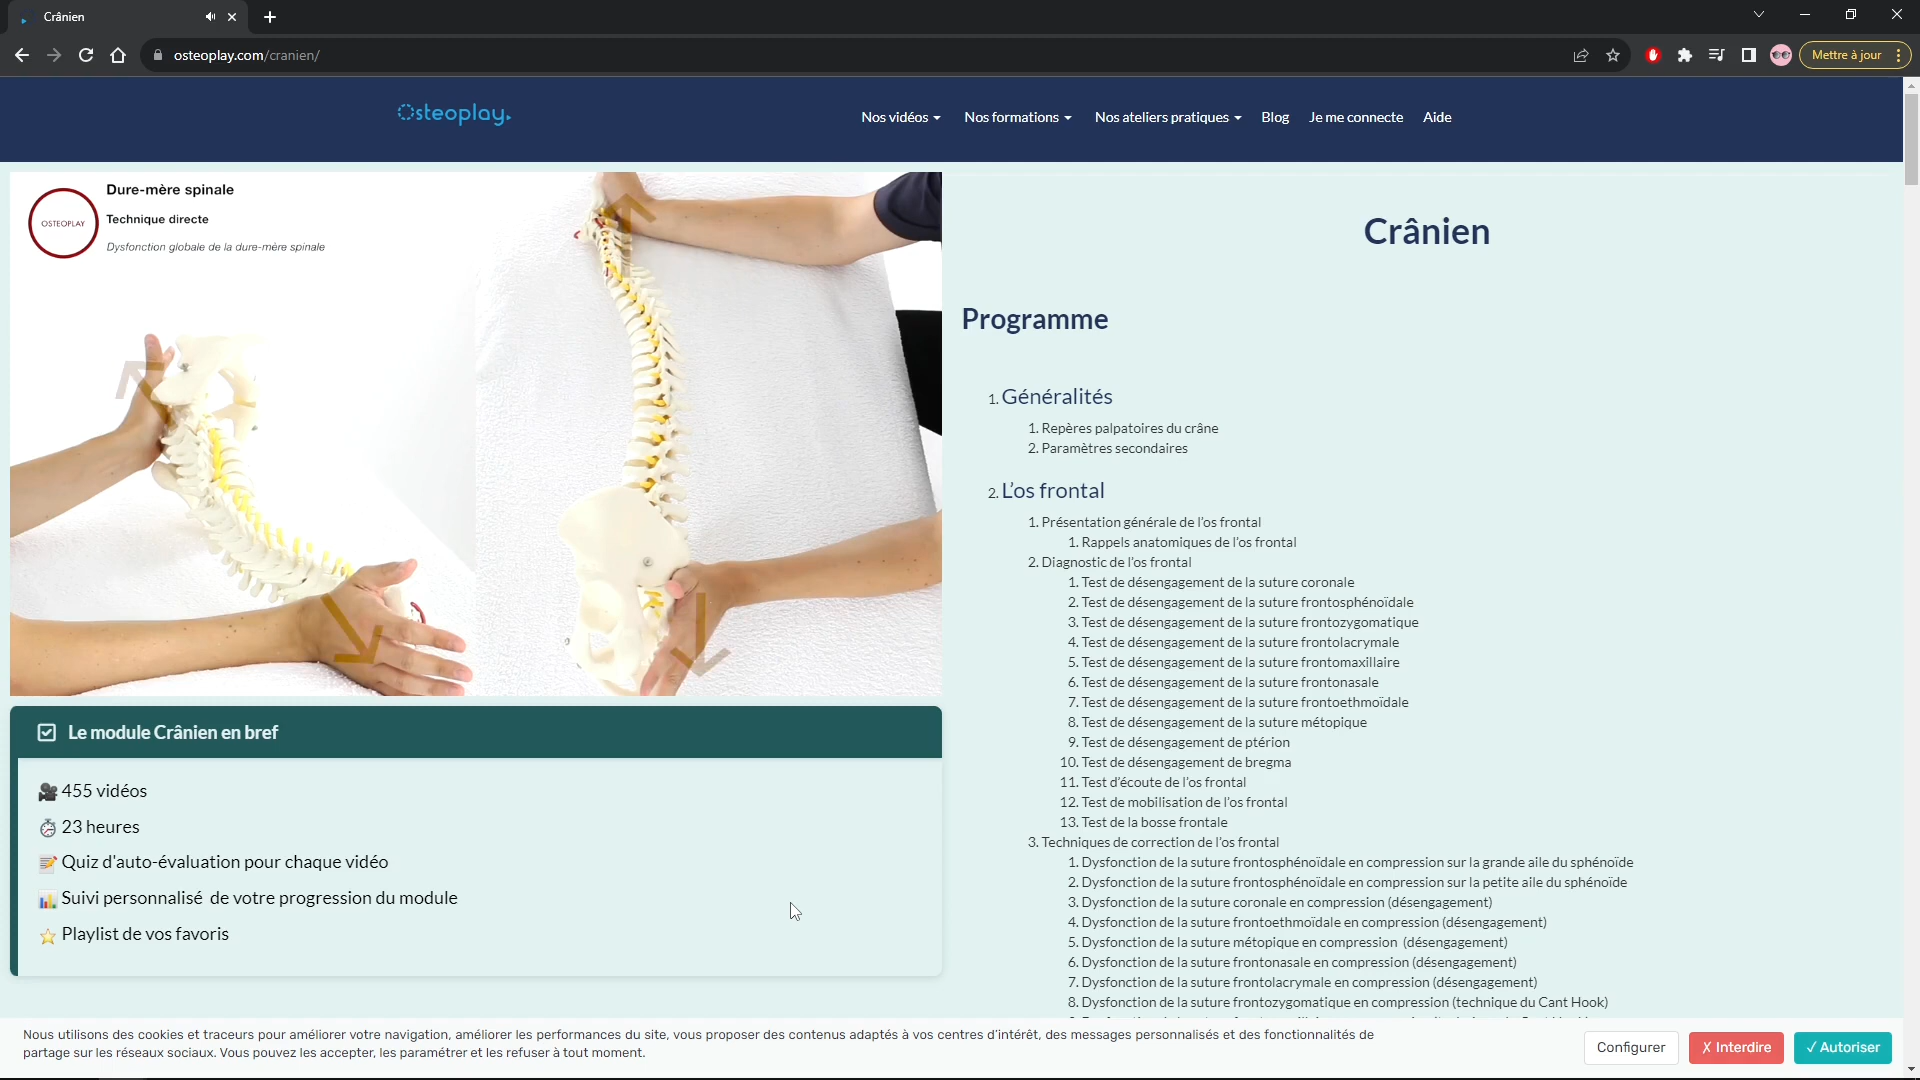 Crânien
osteoplay.com/cranien/
Mettre à jour
Osteoplay
Nos vidéos
Nos formations
Nos ateliers pratiques
Blog
Je me connecte
Aide
OSTEOPLAY
Dure-mère spinale
Technique directe
Dysfonction globale de la dure-mère spinale
Le module Crânien en bref
455 vidéos
23 heures
Quiz d'auto-évaluation pour chaque vidéo
Suivi personnalisé de votre progression du module
Playlist de vos favoris
Crânien
Programme
1. Généralités
1. Repères palpatoires du crâne
2. Paramètres secondaires
2. L'os frontal
1. Présentation générale de l'os frontal
1. Rappels anatomiques de l'os frontal
2. Diagnostic de l'os frontal
1. Test de désengagement de la suture coronale
2. Test de désengagement de la suture frontosphénoïdale
3. Test de désengagement de la suture frontozygomatique
4. Test de désengagement de la suture frontolacrymale
5. Test de désengagement de la suture frontomaxillaire
6. Test de désengagement de la suture frontonasale
7. Test de désengagement de la suture frontoethmoïdale
8. Test de désengagement de la suture métopique
9. Test de désengagement de ptérion
10. Test de désengagement de bregma
11. Test d'écoute de l'os frontal
12. Test de mobilisation de l'os frontal
13. Test de la bosse frontale
3. Techniques de correction de l'os frontal
1. Dysfonction de la suture frontosphénoïdale en compression sur la grande aile du sphénoïde
2. Dysfonction de la suture frontosphénoïdale en compression sur la petite aile du sphénoïde
3. Dysfonction de la suture coronale en compression (désengagement)
4. Dysfonction de la suture frontoethmoïdale en compression (désengagement)
5. Dysfonction de la suture métopique en compression (désengagement)
6. Dysfonction de la suture frontonasale en compression (désengagement)
7. Dysfonction de la suture frontolacrymale en compression (désengagement)
8. Dysfonction de la suture frontozygomatique en compression (technique du Cant Hook)
Nous utilisons des cookies et traceurs pour améliorer votre navigation, améliorer les performances du site, vous proposer des contenus adaptés à vos centres d'intérêt, des messages personnalisés et des fonctionnalités de
partage sur les réseaux sociaux. Vous pouvez les accepter, les paramétrer et les refuser à tout moment.
Configurer
✗ Interdire
✓ Autoriser